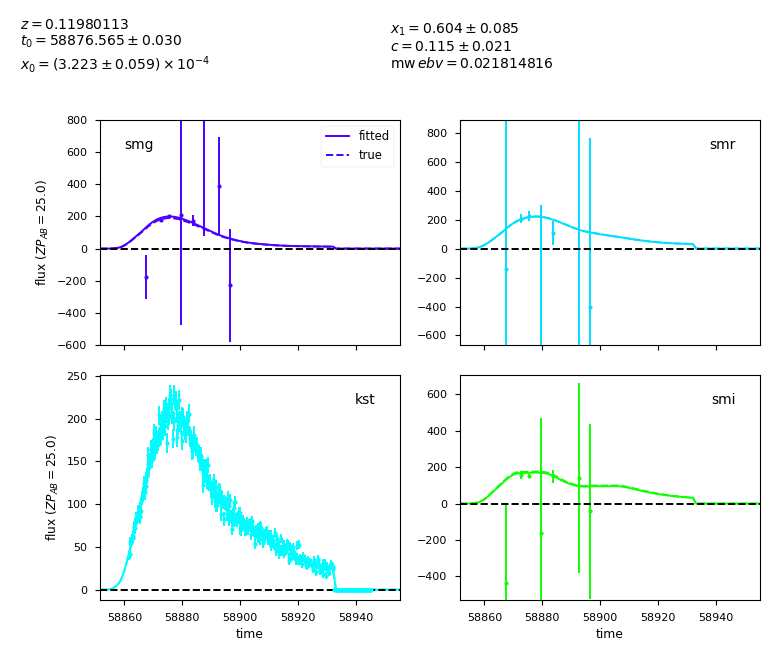 z = 0.11980113
t₀ = 58876.565 ± 0.030
x₀ = (3.223 ± 0.059) × 10⁻⁴
x₁ = 0.604 ± 0.085
c = 0.115 ± 0.021
mw ebv = 0.021814816
smg
fitted
true
800
600
400
200
0
−200
−400
−600
flux (ZP_AB = 25.0)
smr
800
600
400
200
0
−200
−400
−600
kst
250
200
150
100
50
0
flux (ZP_AB = 25.0)
58860 58880 58900 58920 58940
time
smi
600
400
200
0
−200
−400
58860 58880 58900 58920 58940
time